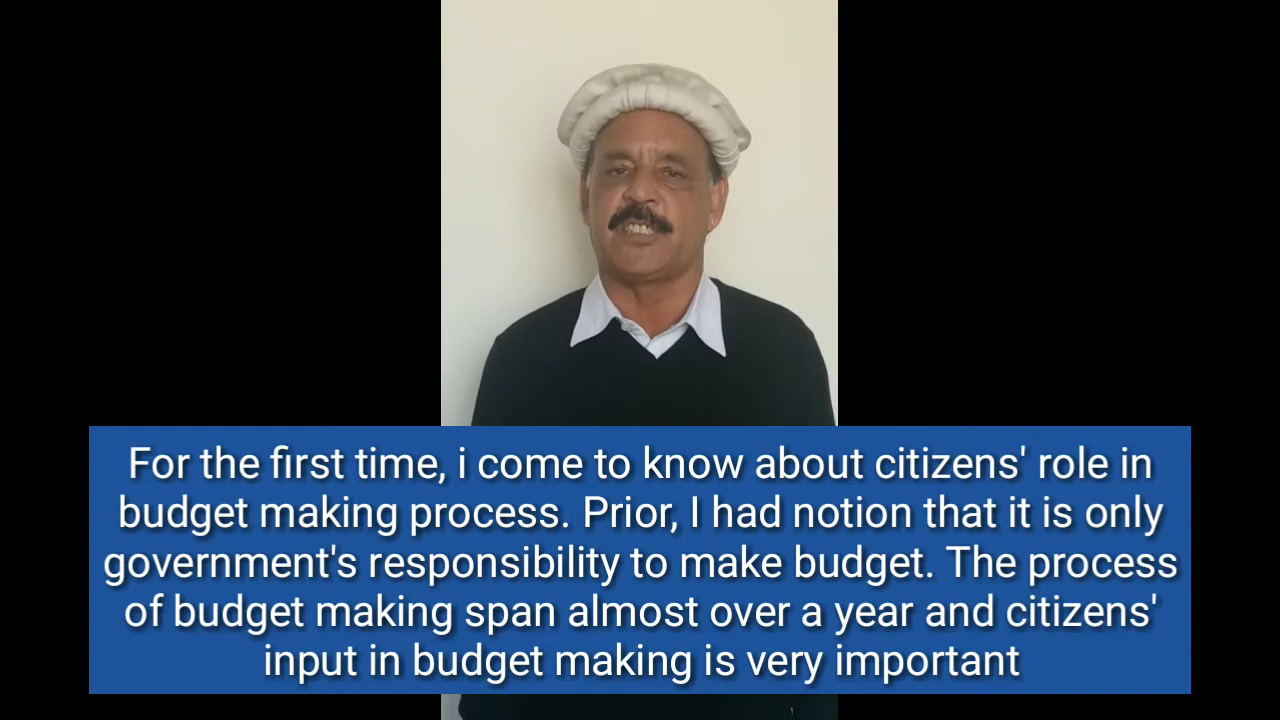 For the first time, i come to know about citizens' role in
budget making process. Prior, I had notion that it is only
government's responsibility to make budget. The process
of budget making span almost over a year and citizens'
input in budget making is very important